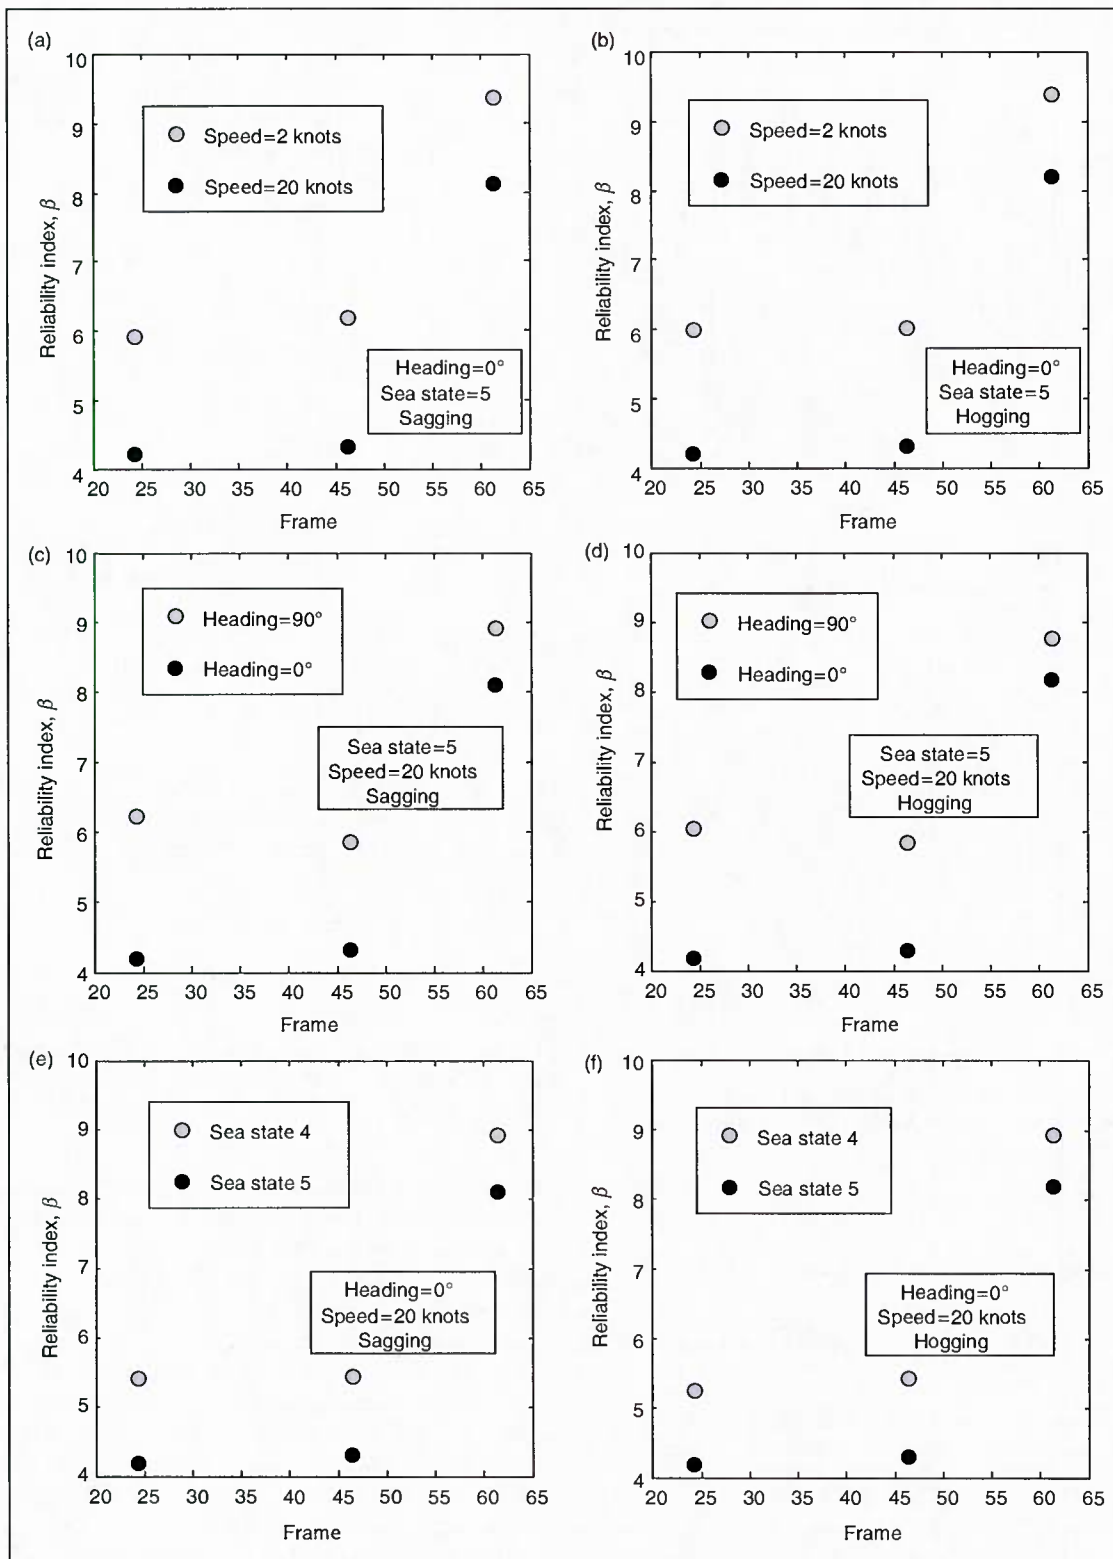 (a)
10
9
8
7
6
5
4
Reliability index, β
Speed=2 knots
Speed=20 knots
Heading=0°
Sea state=5
Sagging
20 25 30 35 40 45 50 55 60 65
Frame
(b)
10
9
8
7
6
5
4
Reliability index, β
Speed=2 knots
Speed=20 knots
Heading=0°
Sea state=5
Hogging
20 25 30 35 40 45 50 55 60 65
Frame
(c)
10
9
8
7
6
5
4
Reliability index, β
Heading=90°
Heading=0°
Sea state=5
Speed=20 knots
Sagging
20 25 30 35 40 45 50 55 60 65
Frame
(d)
10
9
8
7
6
5
4
Reliability index, β
Heading=90°
Heading=0°
Sea state=5
Speed=20 knots
Hogging
20 25 30 35 40 45 50 55 60 65
Frame
(e)
10
9
8
7
6
5
4
Reliability index, β
Sea state 4
Sea state 5
Heading=0°
Speed=20 knots
Sagging
20 25 30 35 40 45 50 55 60 65
Frame
(f)
10
9
8
7
6
5
4
Reliability index, β
Sea state 4
Sea state 5
Heading=0°
Speed=20 knots
Hogging
20 25 30 35 40 45 50 55 60 65
Frame